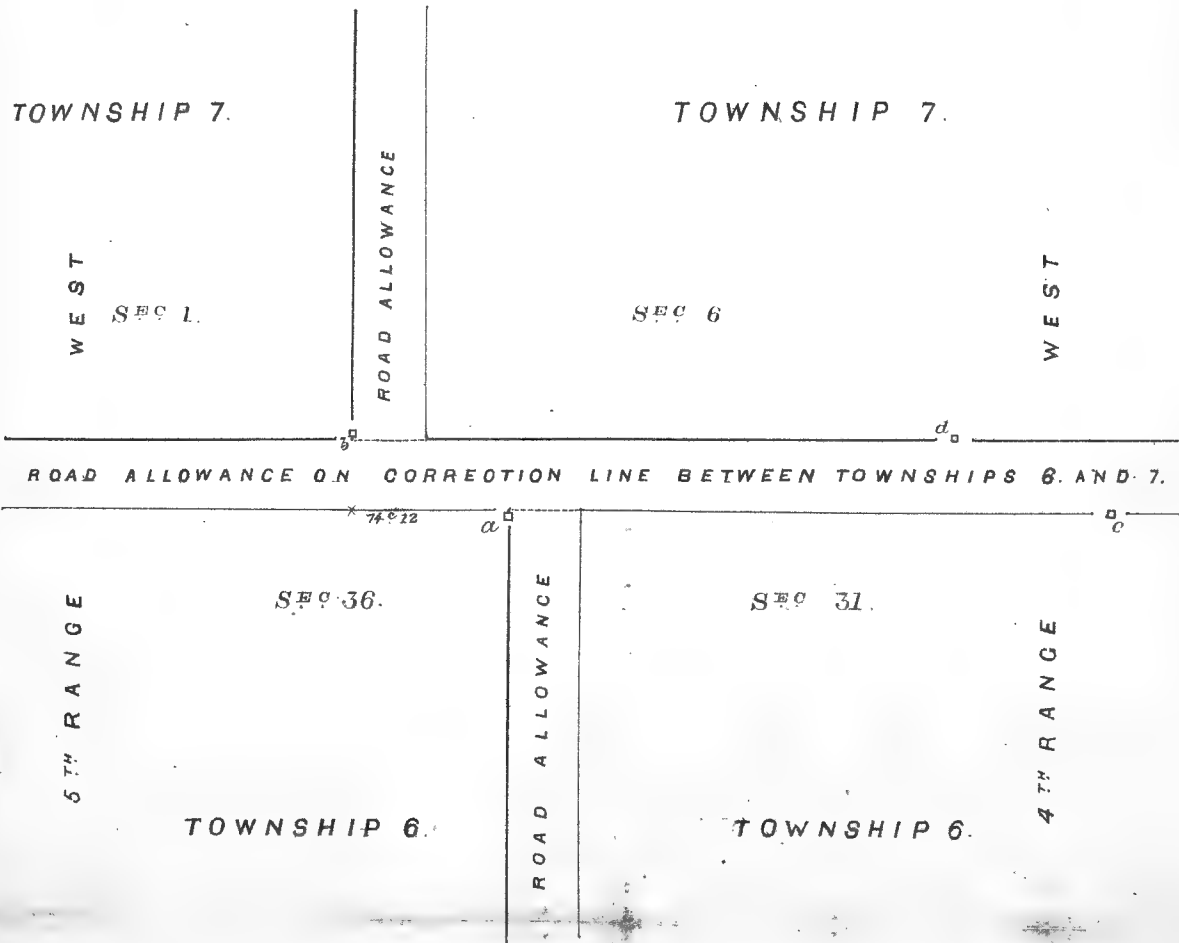 TOWNSHIP 7.
TOWNSHIP 7.
ROAD ALLOWANCE
WEST
SEC 1.
SEC 6
WEST
b
d
ROAD ALLOWANCE ON CORRECTION LINE BETWEEN TOWNSHIPS 6. AND 7.
74.c 22
a
c
5TH RANGE
SEC 36.
ROAD ALLOWANCE
SEC 31.
4TH RANGE
TOWNSHIP 6.
TOWNSHIP 6.